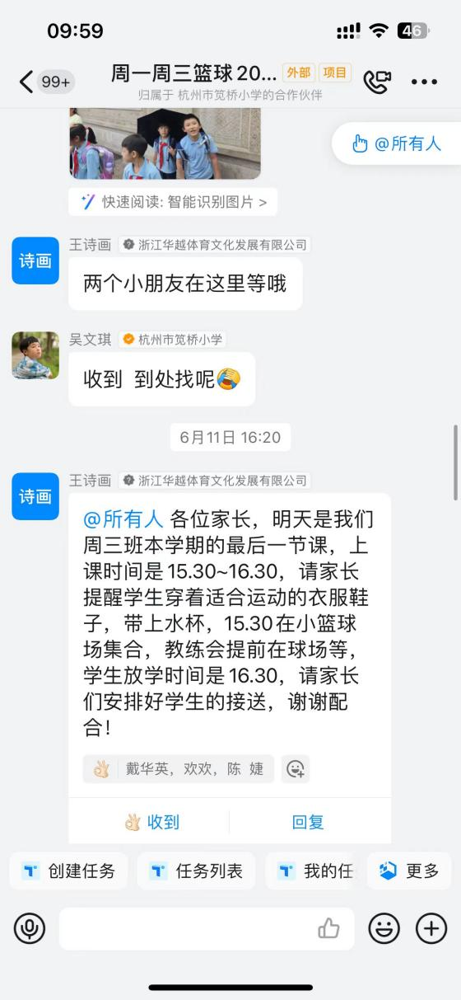 09:59
46
99+
周一周三篮球20...
外部
项目
归属于 杭州市笕桥小学的合作伙伴
@所有人
快速阅读: 智能识别图片 >
诗画
王诗画
浙江华越体育文化发展有限公司
两个小朋友在这里等哦
吴文琪
杭州市笕桥小学
收到 到处找呢
6月11日 16:20
诗画
王诗画
浙江华越体育文化发展有限公司
@所有人 各位家长，明天是我们
周三班本学期的最后一节课，上
课时间是15.30~16.30，请家长
提醒学生穿着适合运动的衣服鞋
子，带上水杯，15.30在小篮球
场集合，教练会提前在球场等，
学生放学时间是16.30，请家长
们安排好学生的接送，谢谢配
合！
戴华英，欢欢，陈 婕
收到
回复
创建任务
任务列表
我的任
更多